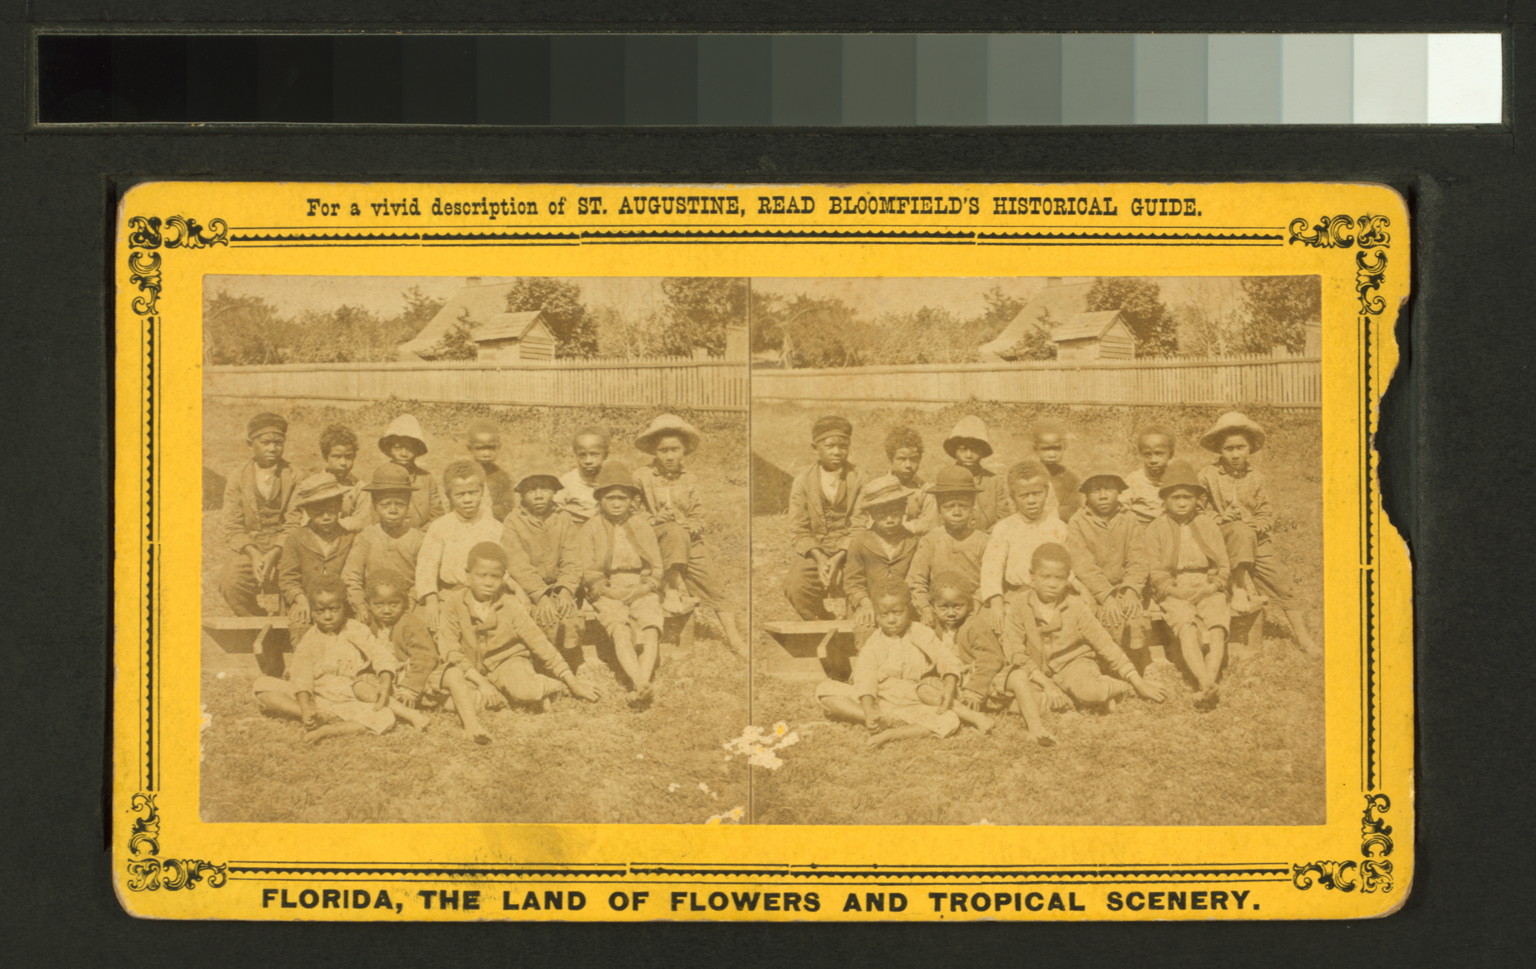 For a vivid description of ST. AUGUSTINE, READ BLOOMFIELD'S HISTORICAL GUIDE.
FLORIDA, THE LAND OF FLOWERS AND TROPICAL SCENERY.